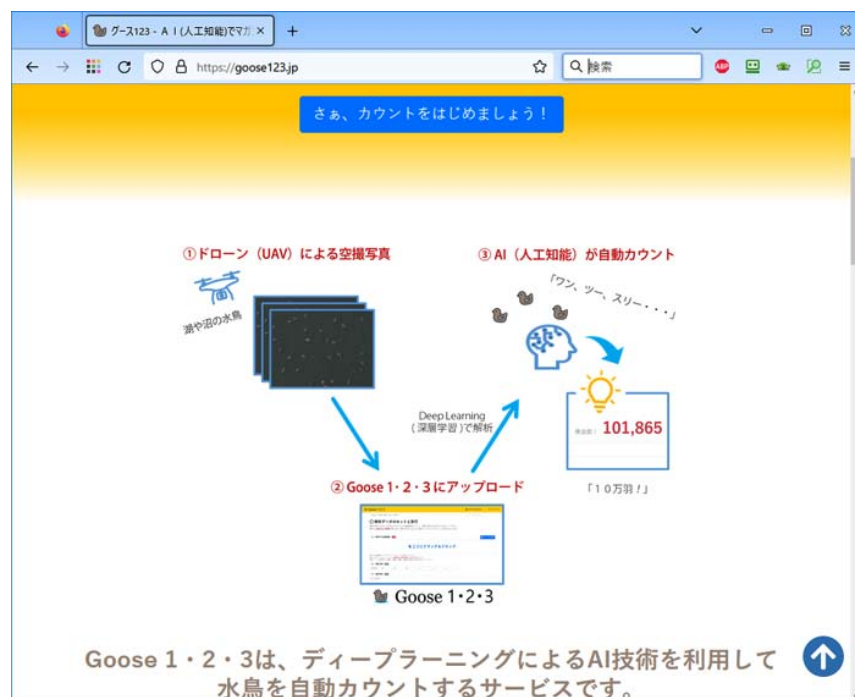 グース123 - A I (人工知能)でマガ
https://goose123.jp
検索
ABP
さぁ、カウントをはじめましょう！
①ドローン（UAV）による空撮写真
湖や沼の水鳥
③ AI（人工知能）が自動カウント
「ワン、ツー、スリー・・・」
Deep Learning
(深層学習)で解析
101,865
「10万羽！」
② Goose 1・2・3 にアップロード
Goose 1・2・3
Goose 1・2・3は、ディープラーニングによるAI技術を利用して
水鳥を自動カウントするサービスです。